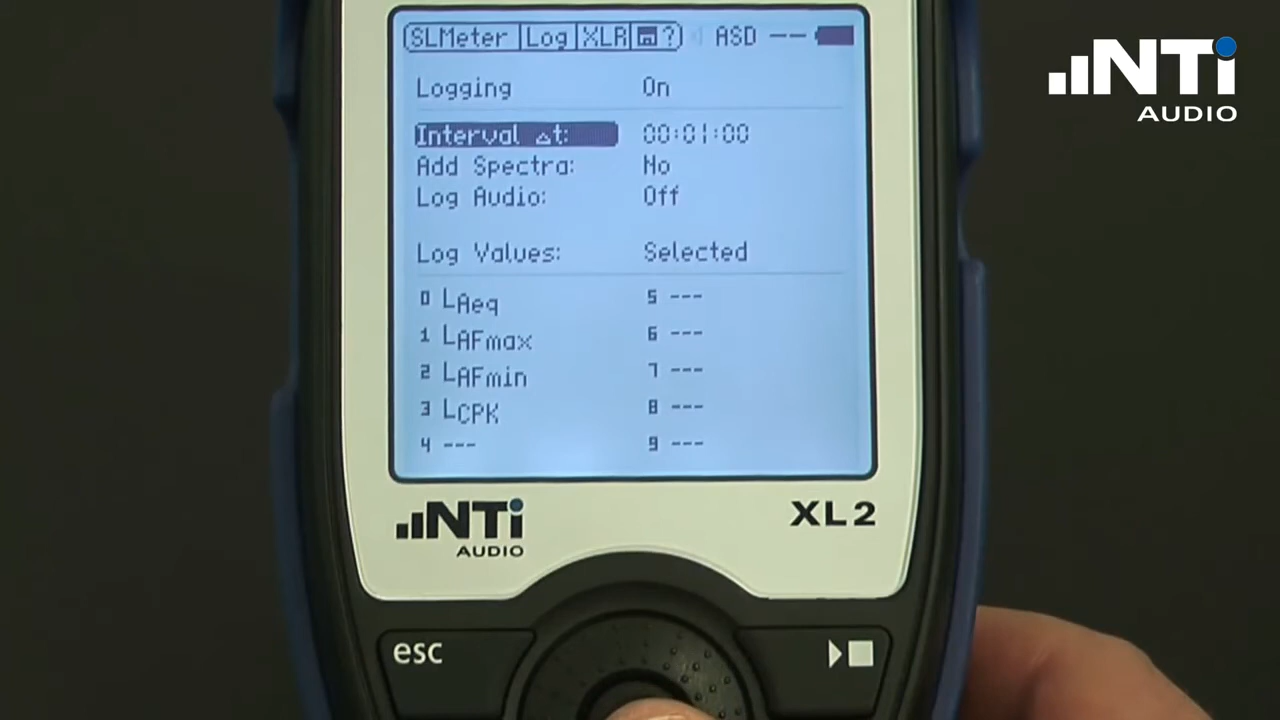 SLMeter Log XLR ? ASD -- 
NTi
AUDIO
Logging On
Interval △t: 00:01:00
Add Spectra: No
Log Audio: Off
Log Values: Selected
0 LAeq 5 ---
1 LAFmax 6 ---
2 LAFmin 7 ---
3 LCPK 8 ---
4 --- 9 ---
NTi
AUDIO
XL2
esc